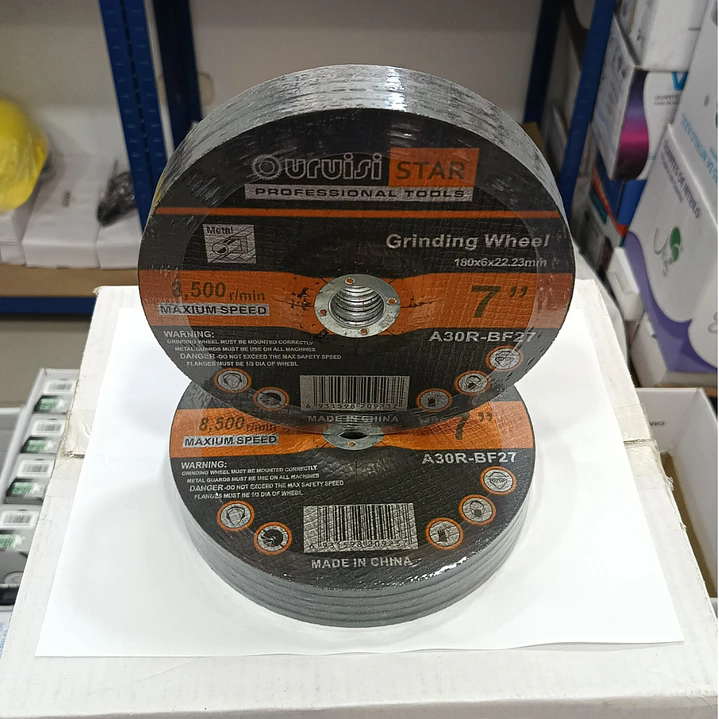 Ouruisi STAR
PROFESSIONAL TOOLS
Metal
Grinding Wheel
180x6x22.23mm
8,500 r/min
MAXIUM SPEED
7”
A30R-BF27
WARNING:
GRINDING WHEEL MUST BE MOUNTED CORRECTLY
METAL GUARDS MUST BE USE ON ALL MACHINES
DANGER-DO NOT EXCEED THE MAX SAFETY SPEED
FLANGES MUST BE 1/3 DIA OF WHEBL
MADE IN CHINA
8,500 r/min
MAXIUM SPEED
7”
A30R-BF27
WARNING:
GRINDING WHEEL MUST BE MOUNTED CORRECTLY
METAL GUARDS MUST BE USE ON ALL MACHINES
DANGER-DO NOT EXCEED THE MAX SAFETY SPEED
FLANGES MUST BE 1/3 DIA OF WHEBL
MADE IN CHINA